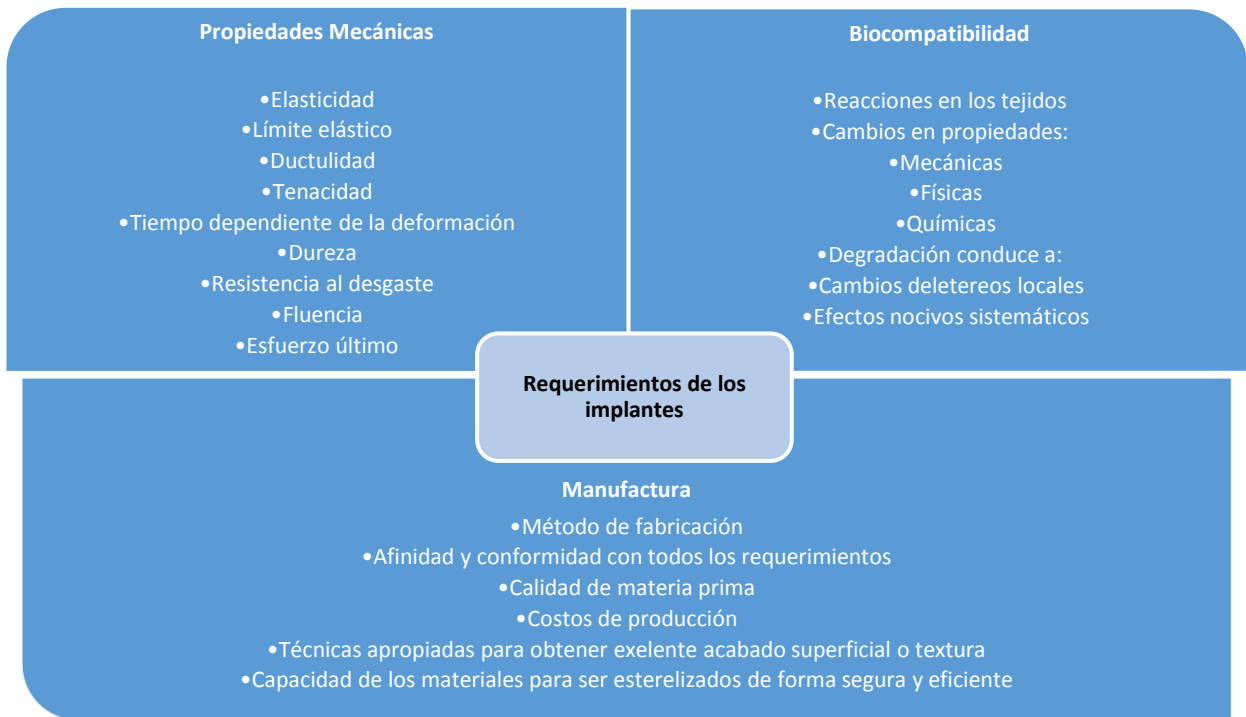 Propiedades Mecánicas
•Elasticidad
•Límite elástico
•Ductulidad
•Tenacidad
•Tiempo dependiente de la deformación
•Dureza
•Resistencia al desgaste
•Fluencia
•Esfuerzo último
Biocompatibilidad
•Reacciones en los tejidos
•Cambios en propiedades:
•Mecánicas
•Físicas
•Químicas
•Degradación conduce a:
•Cambios deletereos locales
•Efectos nocivos sistemáticos
Requerimientos de los
implantes
Manufactura
•Método de fabricación
•Afinidad y conformidad con todos los requerimientos
•Calidad de materia prima
•Costos de producción
•Técnicas apropiadas para obtener exelente acabado superficial o textura
•Capacidad de los materiales para ser esterelizados de forma segura y eficiente